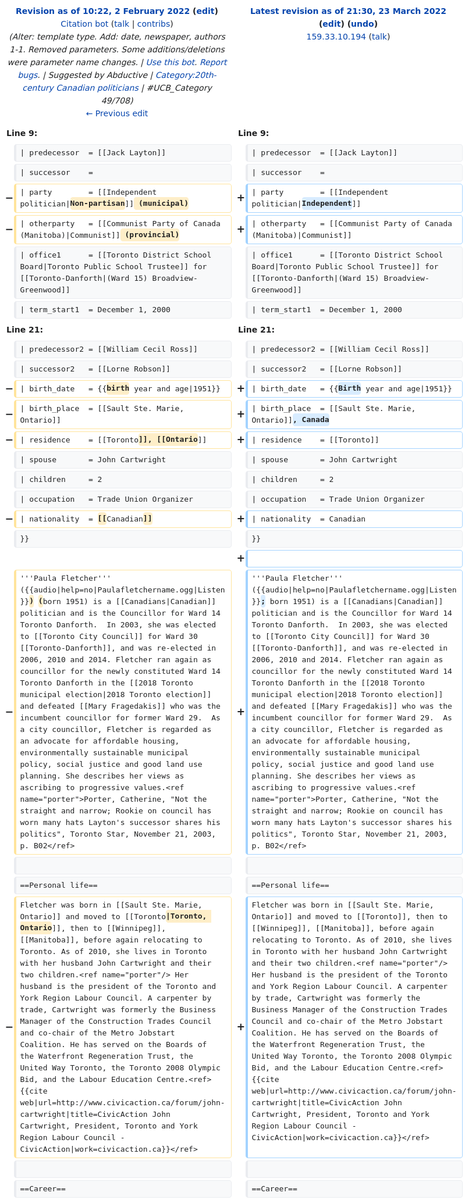 Revision as of 10:22, 2 February 2022 (edit)
Citation bot (talk | contribs)
(Alter: template type. Add: date, newspaper, authors
1-1. Removed parameters. Some additions/deletions
were parameter name changes. | Use this bot. Report
bugs. | Suggested by Abductive | Category:20th-
century Canadian politicians | #UCB_Category
49/708)
← Previous edit
Latest revision as of 21:30, 23 March 2022
(edit) (undo)
159.33.10.194 (talk)
Line 9:
| predecessor  = [[Jack Layton]]
| successor    =
− | party        = [[Independent
politician|Non-partisan]] (municipal)
− | otherparty   = [[Communist Party of Canada
(Manitoba)|Communist]] (provincial)
| office1      = [[Toronto District School
Board|Toronto Public School Trustee]] for
[[Toronto-Danforth|(Ward 15) Broadview-
Greenwood]]
| term_start1  = December 1, 2000
Line 9:
| predecessor  = [[Jack Layton]]
| successor    =
+ | party        = [[Independent
politician|Independent]]
+ | otherparty   = [[Communist Party of Canada
(Manitoba)|Communist]]
| office1      = [[Toronto District School
Board|Toronto Public School Trustee]] for
[[Toronto-Danforth|(Ward 15) Broadview-
Greenwood]]
| term_start1  = December 1, 2000
Line 21:
| predecessor2 = [[William Cecil Ross]]
| successor2   = [[Lorne Robson]]
− | birth_date   = {{birth year and age|1951}}
− | birth_place  = [[Sault Ste. Marie,
Ontario]]
− | residence    = [[Toronto]], [[Ontario]]
| spouse       = John Cartwright
| children     = 2
| occupation   = Trade Union Organizer
− | nationality  = [[Canadian]]
}}
− '''Paula Fletcher'''
({{audio|help=no|Paulafletchername.ogg|Listen
}}) (born 1951) is a [[Canadians|Canadian]]
politician and is the Councillor for Ward 14
Toronto Danforth.  In 2003, she was elected
to [[Toronto City Council]] for Ward 30
[[Toronto-Danforth]], and was re-elected in
2006, 2010 and 2014. Fletcher ran again as
councillor for the newly constituted Ward 14
Toronto Danforth in the [[2018 Toronto
municipal election|2018 Toronto election]]
and defeated [[Mary Fragedakis]] who was the
incumbent councillor for former Ward 29.  As
a city councillor, Fletcher is regarded as
an advocate for affordable housing,
environmentally sustainable municipal
policy, social justice and good land use
planning. She describes her views as
ascribing to progressive values.<ref
name="porter">Porter, Catherine, "Not the
straight and narrow; Rookie on council has
worn many hats Layton's successor shares his
politics", Toronto Star, November 21, 2003,
p. B02</ref>
==Personal life==
− Fletcher was born in [[Sault Ste. Marie,
Ontario]] and moved to [[Toronto|Toronto,
Ontario]], then to [[Winnipeg]],
[[Manitoba]], before again relocating to
Toronto. As of 2010, she lives in Toronto
with her husband John Cartwright and their
two children.<ref name="porter"/> Her
husband is the president of the Toronto and
York Region Labour Council. A carpenter by
trade, Cartwright was formerly the Business
Manager of the Construction Trades Council
and co-chair of the Metro Jobstart
Coalition. He has served on the Boards of
the Waterfront Regeneration Trust, the
United Way Toronto, the Toronto 2008 Olympic
Bid, and the Labour Education Centre.<ref>
{{cite
web|url=http://www.civicaction.ca/forum/john-
cartwright|title=CivicAction John
Cartwright, President, Toronto and York
Region Labour Council -
CivicAction|work=civicaction.ca}}</ref>
==Career==
Line 21:
| predecessor2 = [[William Cecil Ross]]
| successor2   = [[Lorne Robson]]
+ | birth_date   = {{Birth year and age|1951}}
+ | birth_place  = [[Sault Ste. Marie,
Ontario]], Canada
+ | residence    = [[Toronto]]
| spouse       = John Cartwright
| children     = 2
| occupation   = Trade Union Organizer
+ | nationality  = Canadian
}}
+
+ '''Paula Fletcher'''
({{audio|help=no|Paulafletchername.ogg|Listen
}}; born 1951) is a [[Canadians|Canadian]]
politician and is the Councillor for Ward 14
Toronto Danforth.  In 2003, she was elected
to [[Toronto City Council]] for Ward 30
[[Toronto-Danforth]], and was re-elected in
2006, 2010 and 2014. Fletcher ran again as
councillor for the newly constituted Ward 14
Toronto Danforth in the [[2018 Toronto
municipal election|2018 Toronto election]]
and defeated [[Mary Fragedakis]] who was the
incumbent councillor for former Ward 29.  As
a city councillor, Fletcher is regarded as
an advocate for affordable housing,
environmentally sustainable municipal
policy, social justice and good land use
planning. She describes her views as
ascribing to progressive values.<ref
name="porter">Porter, Catherine, "Not the
straight and narrow; Rookie on council has
worn many hats Layton's successor shares his
politics", Toronto Star, November 21, 2003,
p. B02</ref>
==Personal life==
+ Fletcher was born in [[Sault Ste. Marie,
Ontario]] and moved to [[Toronto]], then to
[[Winnipeg]], [[Manitoba]], before again
relocating to Toronto. As of 2010, she lives
in Toronto with her husband John Cartwright
and their two children.<ref name="porter"/>
Her husband is the president of the Toronto
and York Region Labour Council. A carpenter
by trade, Cartwright was formerly the
Business Manager of the Construction Trades
Council and co-chair of the Metro Jobstart
Coalition. He has served on the Boards of
the Waterfront Regeneration Trust, the
United Way Toronto, the Toronto 2008 Olympic
Bid, and the Labour Education Centre.<ref>
{{cite
web|url=http://www.civicaction.ca/forum/john-
cartwright|title=CivicAction John
Cartwright, President, Toronto and York
Region Labour Council -
CivicAction|work=civicaction.ca}}</ref>
==Career==